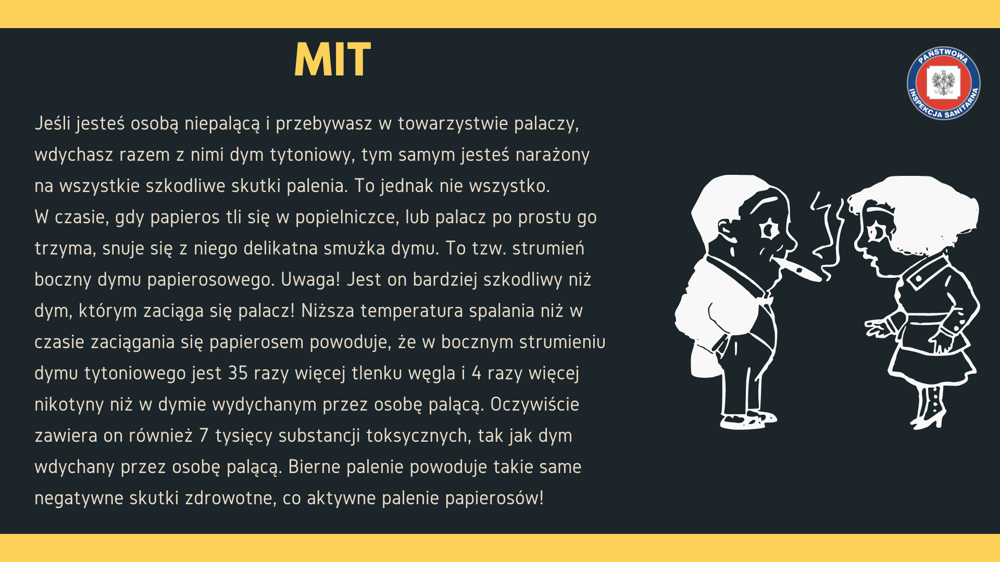 MIT
PAŃSTWOWA
INSPEKCJA SANITARNA
Jeśli jesteś osobą niepalącą i przebywasz w towarzystwie palaczy,
wdychasz razem z nimi dym tytoniowy, tym samym jesteś narażony
na wszystkie szkodliwe skutki palenia. To jednak nie wszystko.
W czasie, gdy papieros tli się w popielniczce, lub palacz po prostu go
trzyma, snuje się z niego delikatna smużka dymu. To tzw. strumień
boczny dymu papierosowego. Uwaga! Jest on bardziej szkodliwy niż
dym, którym zaciąga się palacz! Niższa temperatura spalania niż w
czasie zaciągania się papierosem powoduje, że w bocznym strumieniu
dymu tytoniowego jest 35 razy więcej tlenku węgla i 4 razy więcej
nikotyny niż w dymie wydychanym przez osobę palącą. Oczywiście
zawiera on również 7 tysięcy substancji toksycznych, tak jak dym
wdychany przez osobę palącą. Bierne palenie powoduje takie same
negatywne skutki zdrowotne, co aktywne palenie papierosów!